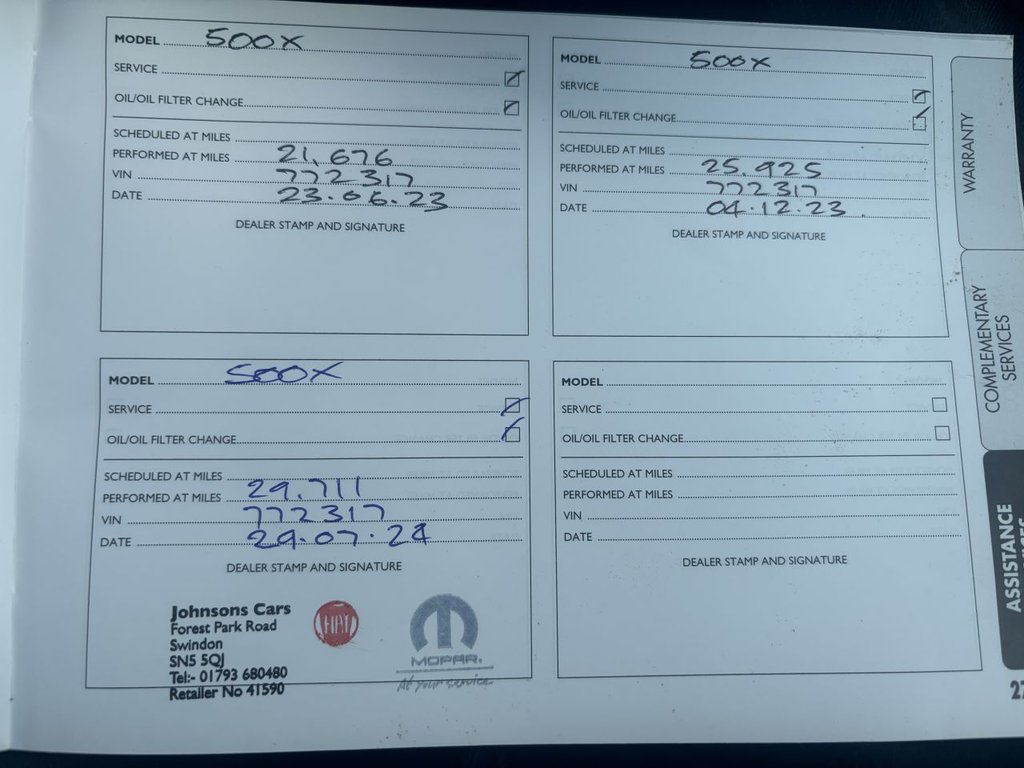 MODEL 500X
SERVICE
OIL/OIL FILTER CHANGE
SCHEDULED AT MILES
PERFORMED AT MILES 21,676
VIN 772317
DATE 23.06.23
DEALER STAMP AND SIGNATURE
MODEL 500X
SERVICE
OIL/OIL FILTER CHANGE
SCHEDULED AT MILES
PERFORMED AT MILES 25.925
VIN 772317
DATE 04.12.23
DEALER STAMP AND SIGNATURE
MODEL 500X
SERVICE
OIL/OIL FILTER CHANGE
SCHEDULED AT MILES
PERFORMED AT MILES 29.711
VIN 772317
DATE 29.07.24
DEALER STAMP AND SIGNATURE
Johnsons Cars
Forest Park Road
Swindon
SN5 5QJ
Tel:- 01793 680480
Retailer No 41590
FIAT
MOPAR.
At your service
MODEL
SERVICE
OIL/OIL FILTER CHANGE
SCHEDULED AT MILES
PERFORMED AT MILES
VIN
DATE
DEALER STAMP AND SIGNATURE
WARRANTY
COMPLEMENTARY
SERVICES
ASSISTANCE
27